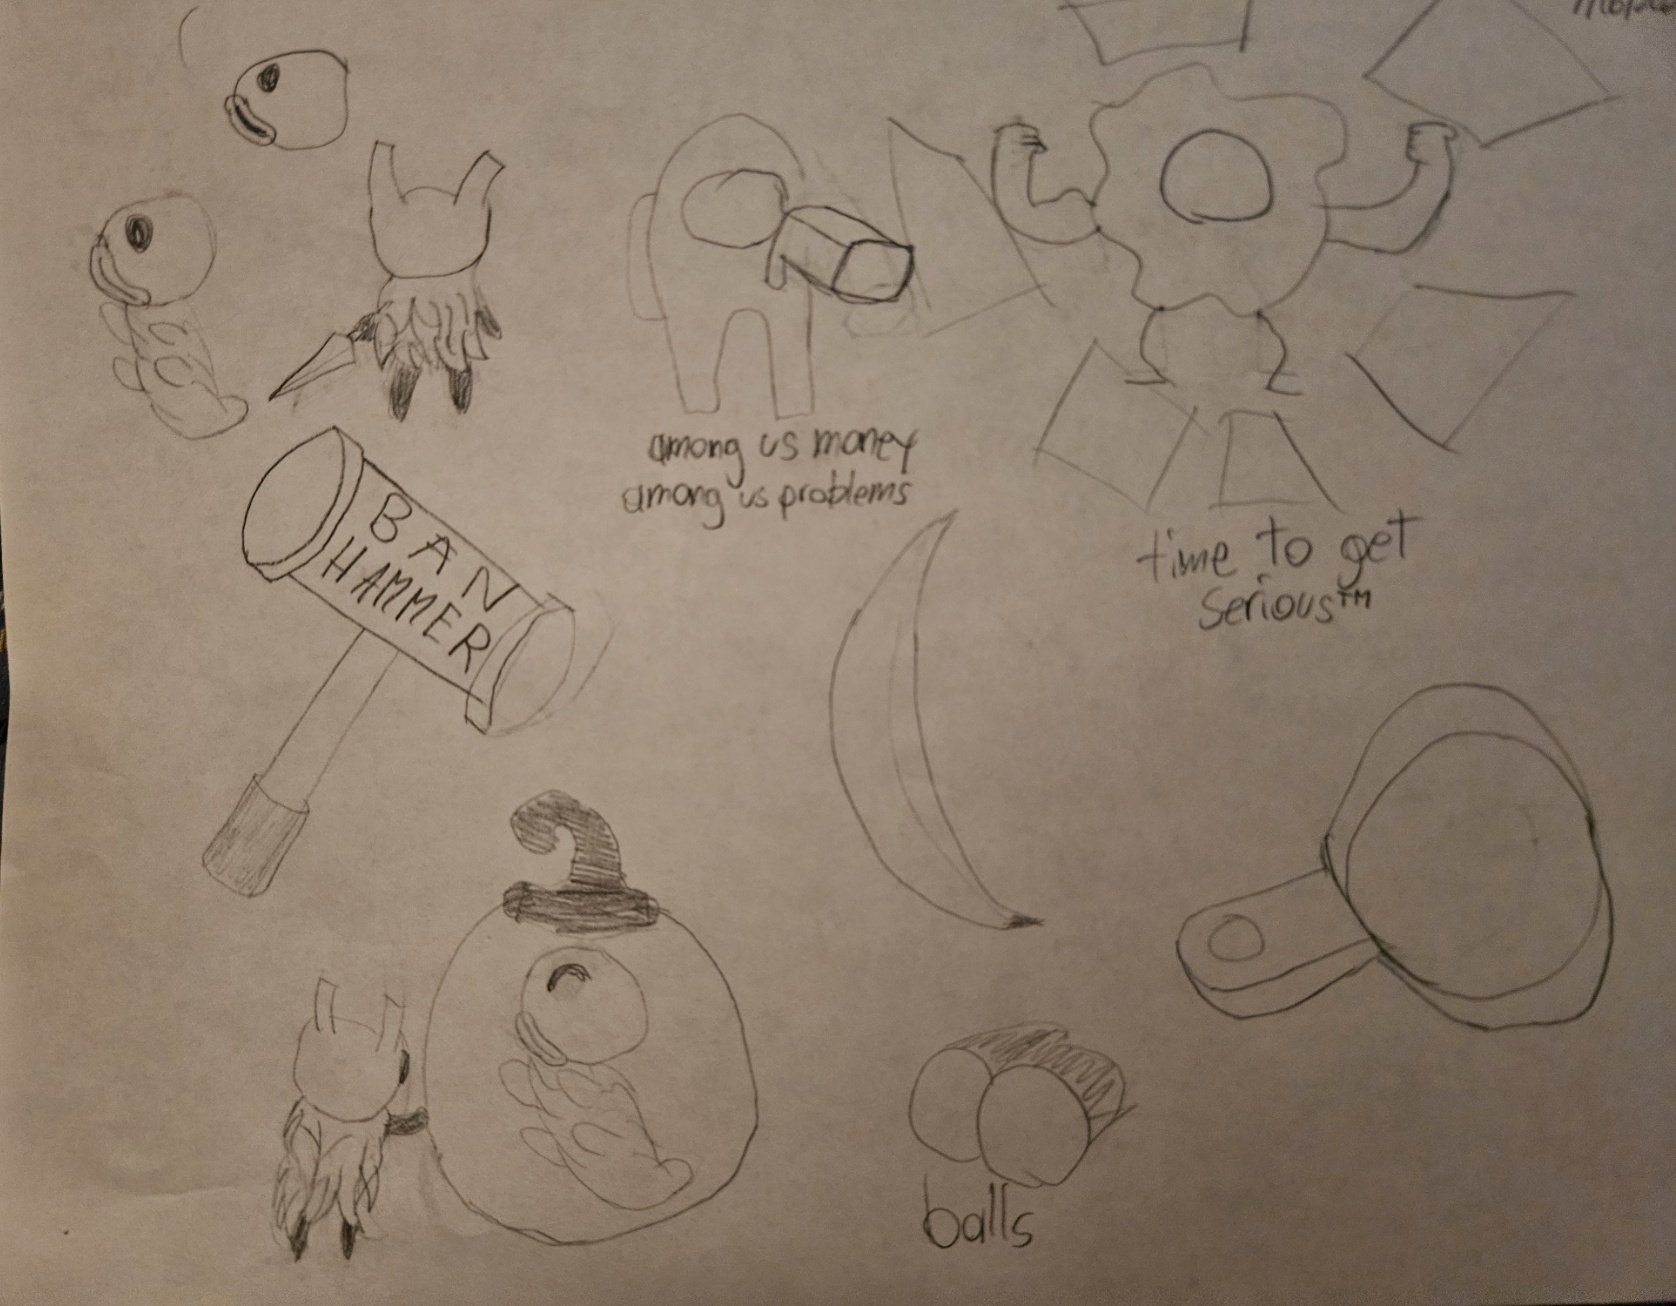 among us money
among us problems
time to get
serious™
BAN
HAMMER
balls